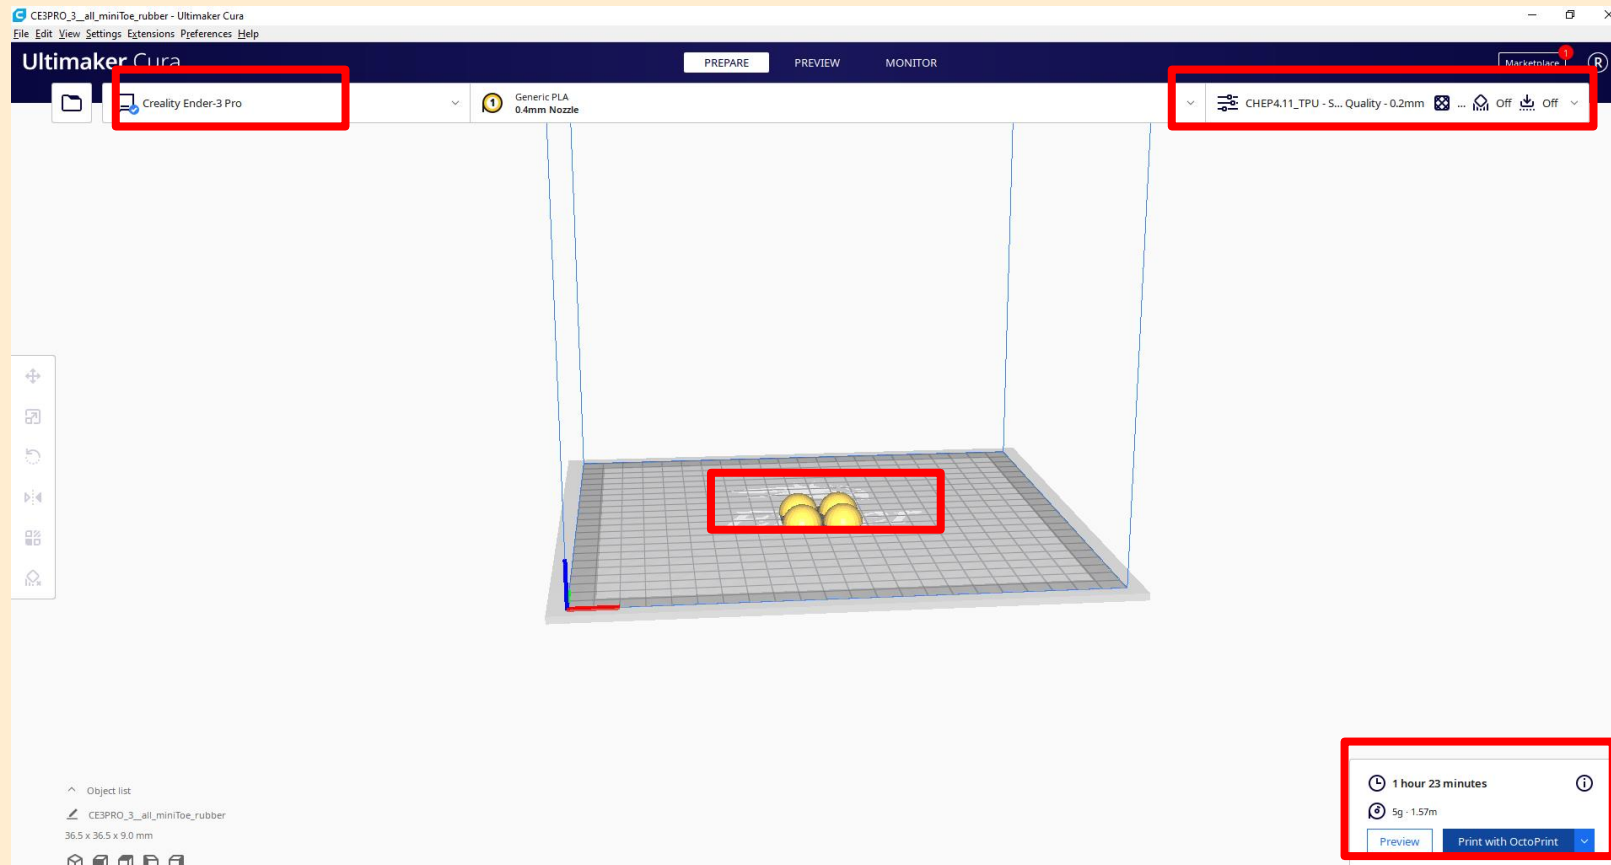 CE3PRO_3__all_miniToe_rubber - Ultimaker Cura
File Edit View Settings Extensions Preferences Help
Ultimaker Cura
PREPARE PREVIEW MONITOR
Marketplace 1 R
Creality Ender-3 Pro
1 Generic PLA
0.4mm Nozzle
CHEP4.11_TPU - S... Quality - 0.2mm ... Off Off
Object list
CE3PRO_3__all_miniToe_rubber
36.5 x 36.5 x 9.0 mm
1 hour 23 minutes
5g · 1.57m
Preview Print with OctoPrint